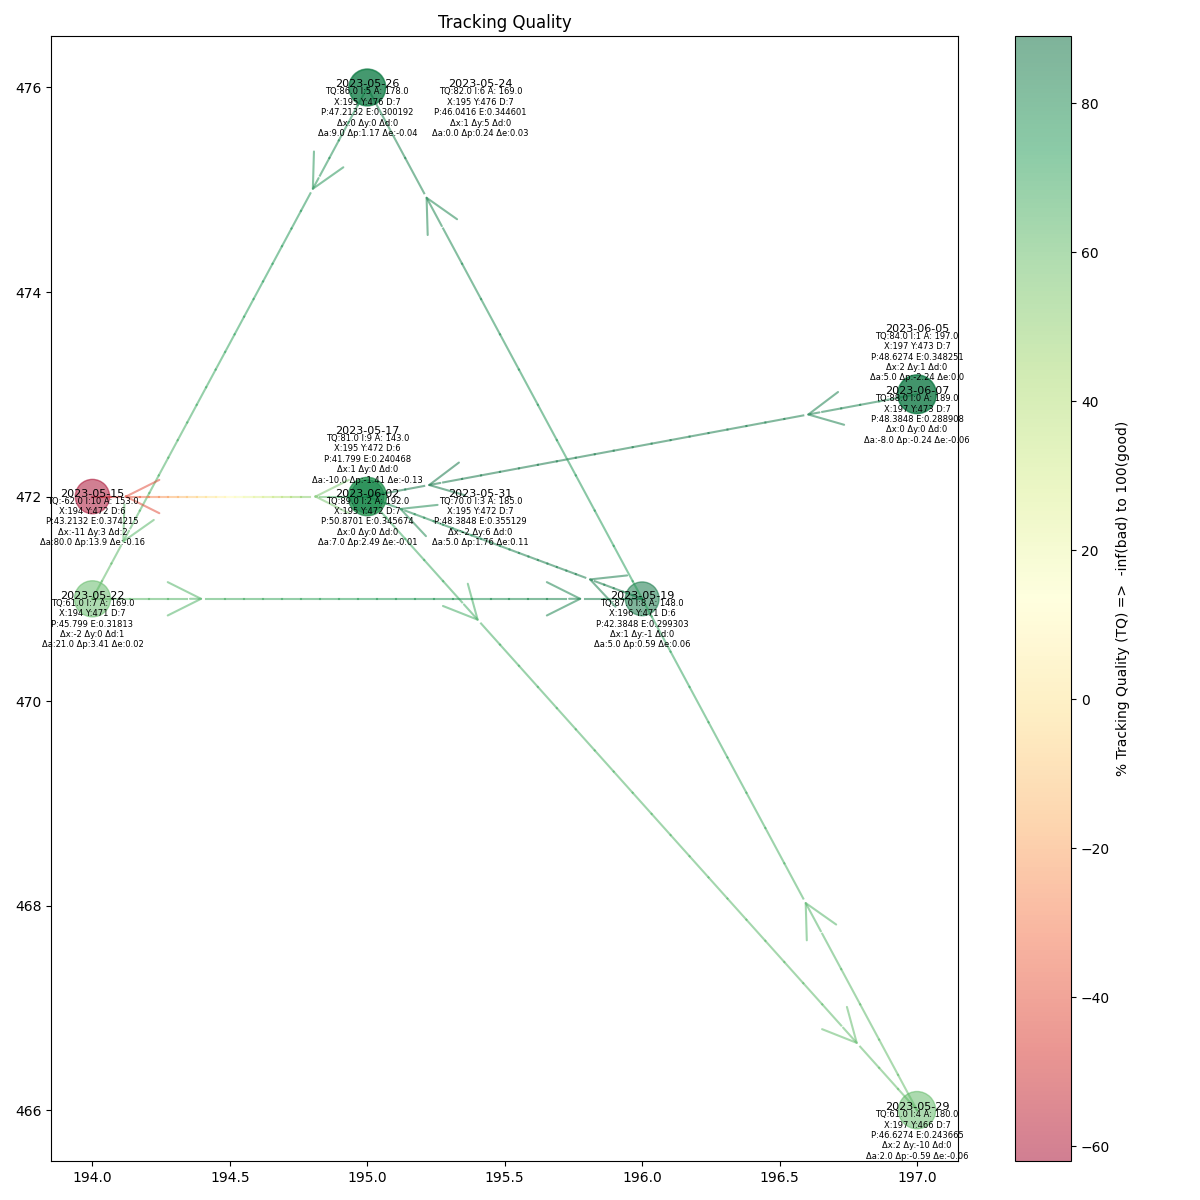 Tracking Quality
476
474
472
470
468
466
194.0
194.5
195.0
195.5
196.0
196.5
197.0
2023-05-26
TQ:86.0 I:5 A: 178.0
X:195 Y:476 D:7
P:47.2132 E:0.300192
Δx:0 Δy:0 Δd:0
Δa:9.0 Δp:1.17 Δe:-0.04
2023-05-24
TQ:82.0 I:6 A: 169.0
X:195 Y:476 D:7
P:46.0416 E:0.344601
Δx:1 Δy:5 Δd:0
Δa:0.0 Δp:0.24 Δe:0.03
2023-06-05
TQ:84.0 I:1 A: 197.0
X:197 Y:473 D:7
P:48.6274 E:0.348251
Δx:2 Δy:1 Δd:0
Δa:5.0 Δp:-2.24 Δe:0.0
2023-06-07
TQ:88.0 I:0 A: 189.0
X:197 Y:473 D:7
P:48.3848 E:0.288908
Δx:0 Δy:0 Δd:0
Δa:-8.0 Δp:-0.24 Δe:-0.06
2023-05-17
TQ:81.0 I:9 A: 143.0
X:195 Y:472 D:6
P:41.799 E:0.240468
Δx:1 Δy:0 Δd:0
Δa:-10.0 Δp:-1.41 Δe:-0.13
2023-05-15
TQ:-62.0 I:10 A: 153.0
X:194 Y:472 D:6
P:43.2132 E:0.374215
Δx:-11 Δy:3 Δd:2
Δa:80.0 Δp:13.9 Δe:-0.16
2023-06-02
TQ:89.0 I:2 A: 192.0
X:195 Y:472 D:7
P:50.8701 E:0.345674
Δx:0 Δy:0 Δd:0
Δa:7.0 Δp:2.49 Δe:-0.01
2023-05-31
TQ:70.0 I:3 A: 185.0
X:195 Y:472 D:7
P:48.3848 E:0.355129
Δx:-2 Δy:6 Δd:0
Δa:5.0 Δp:1.76 Δe:0.11
2023-05-22
TQ:61.0 I:7 A: 169.0
X:194 Y:471 D:7
P:45.799 E:0.31813
Δx:-2 Δy:0 Δd:1
Δa:21.0 Δp:3.41 Δe:0.02
2023-05-19
TQ:87.0 I:8 A: 148.0
X:196 Y:471 D:6
P:42.3848 E:0.299303
Δx:1 Δy:-1 Δd:0
Δa:5.0 Δp:0.59 Δe:0.06
2023-05-29
TQ:61.0 I:4 A: 180.0
X:197 Y:466 D:7
P:46.6274 E:0.243665
Δx:2 Δy:-10 Δd:0
Δa:2.0 Δp:-0.59 Δe:-0.06
80
60
40
20
0
−20
−40
−60
% Tracking Quality (TQ) => -inf(bad) to 100(good)